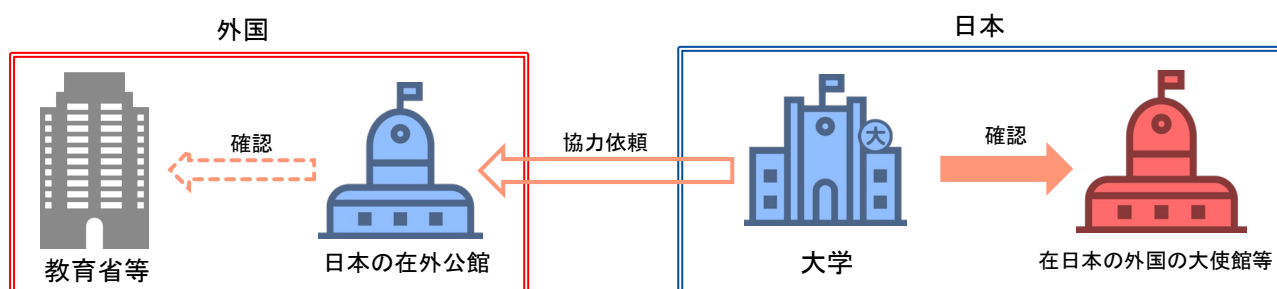 外国
日本
確認
協力依頼
確認
大
教育省等
日本の在外公館
大学
在日本の外国の大使館等